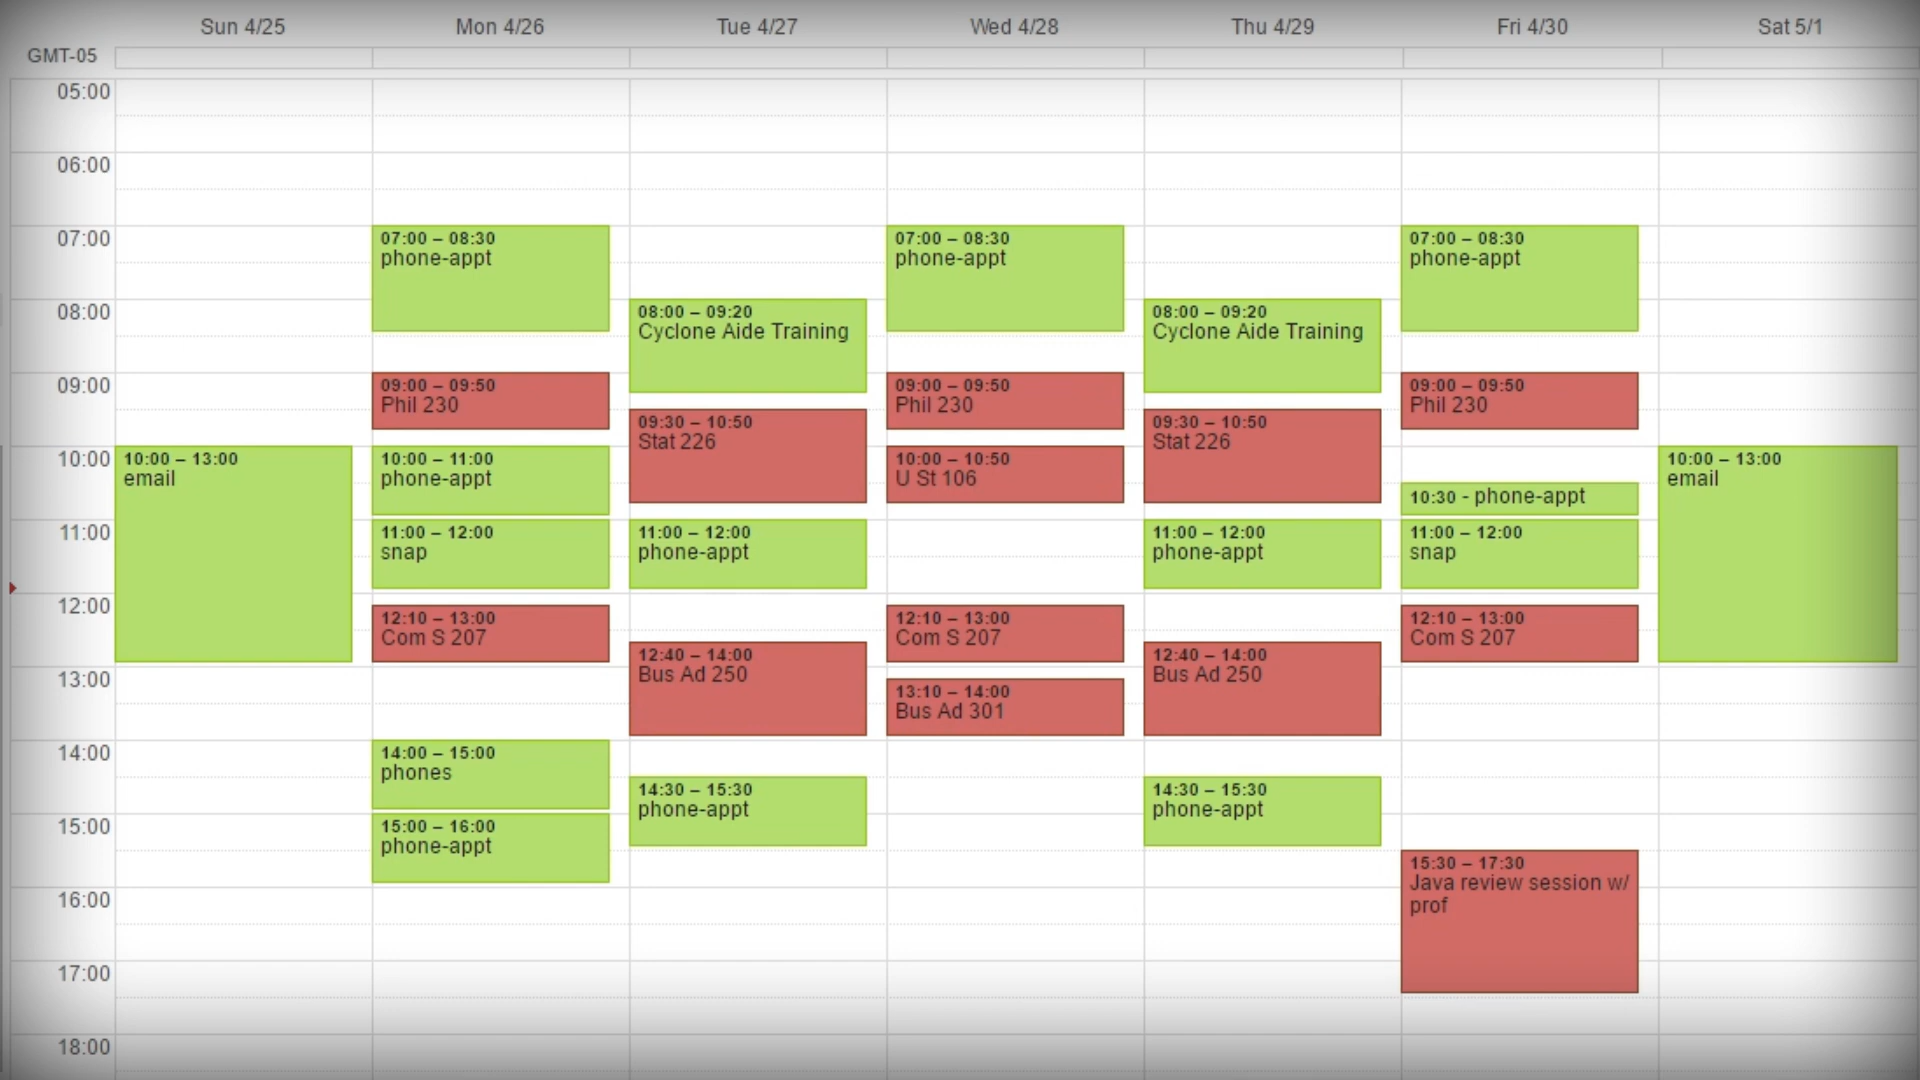 Sun 4/25
Mon 4/26
Tue 4/27
Wed 4/28
Thu 4/29
Fri 4/30
Sat 5/1
GMT-05
05:00
06:00
07:00
08:00
09:00
10:00
11:00
12:00
13:00
14:00
15:00
16:00
17:00
18:00
10:00 – 13:00
email
07:00 – 08:30
phone-appt
09:00 – 09:50
Phil 230
10:00 – 11:00
phone-appt
11:00 – 12:00
snap
12:10 – 13:00
Com S 207
14:00 – 15:00
phones
15:00 – 16:00
phone-appt
08:00 – 09:20
Cyclone Aide Training
09:30 – 10:50
Stat 226
11:00 – 12:00
phone-appt
12:40 – 14:00
Bus Ad 250
14:30 – 15:30
phone-appt
07:00 – 08:30
phone-appt
09:00 – 09:50
Phil 230
10:00 – 10:50
U St 106
12:10 – 13:00
Com S 207
13:10 – 14:00
Bus Ad 301
08:00 – 09:20
Cyclone Aide Training
09:30 – 10:50
Stat 226
11:00 – 12:00
phone-appt
12:40 – 14:00
Bus Ad 250
14:30 – 15:30
phone-appt
07:00 – 08:30
phone-appt
09:00 – 09:50
Phil 230
10:30 - phone-appt
11:00 – 12:00
snap
12:10 – 13:00
Com S 207
15:30 – 17:30
Java review session w/
prof
10:00 – 13:00
email